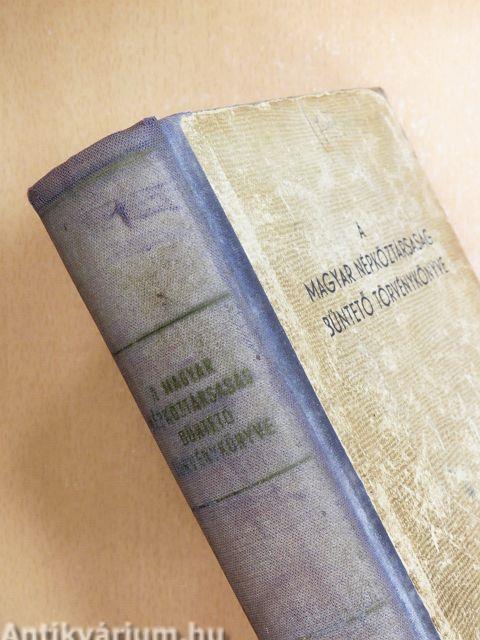 A
MAGYAR NÉPKÖZTÁRSASÁG
BÜNTETŐ TÖRVÉNYKÖNYVE
A MAGYAR
NÉPKÖZTÁRSASÁG
BÜNTETŐ
TÖRVÉNYKÖNYVE
Antikvárium.hu